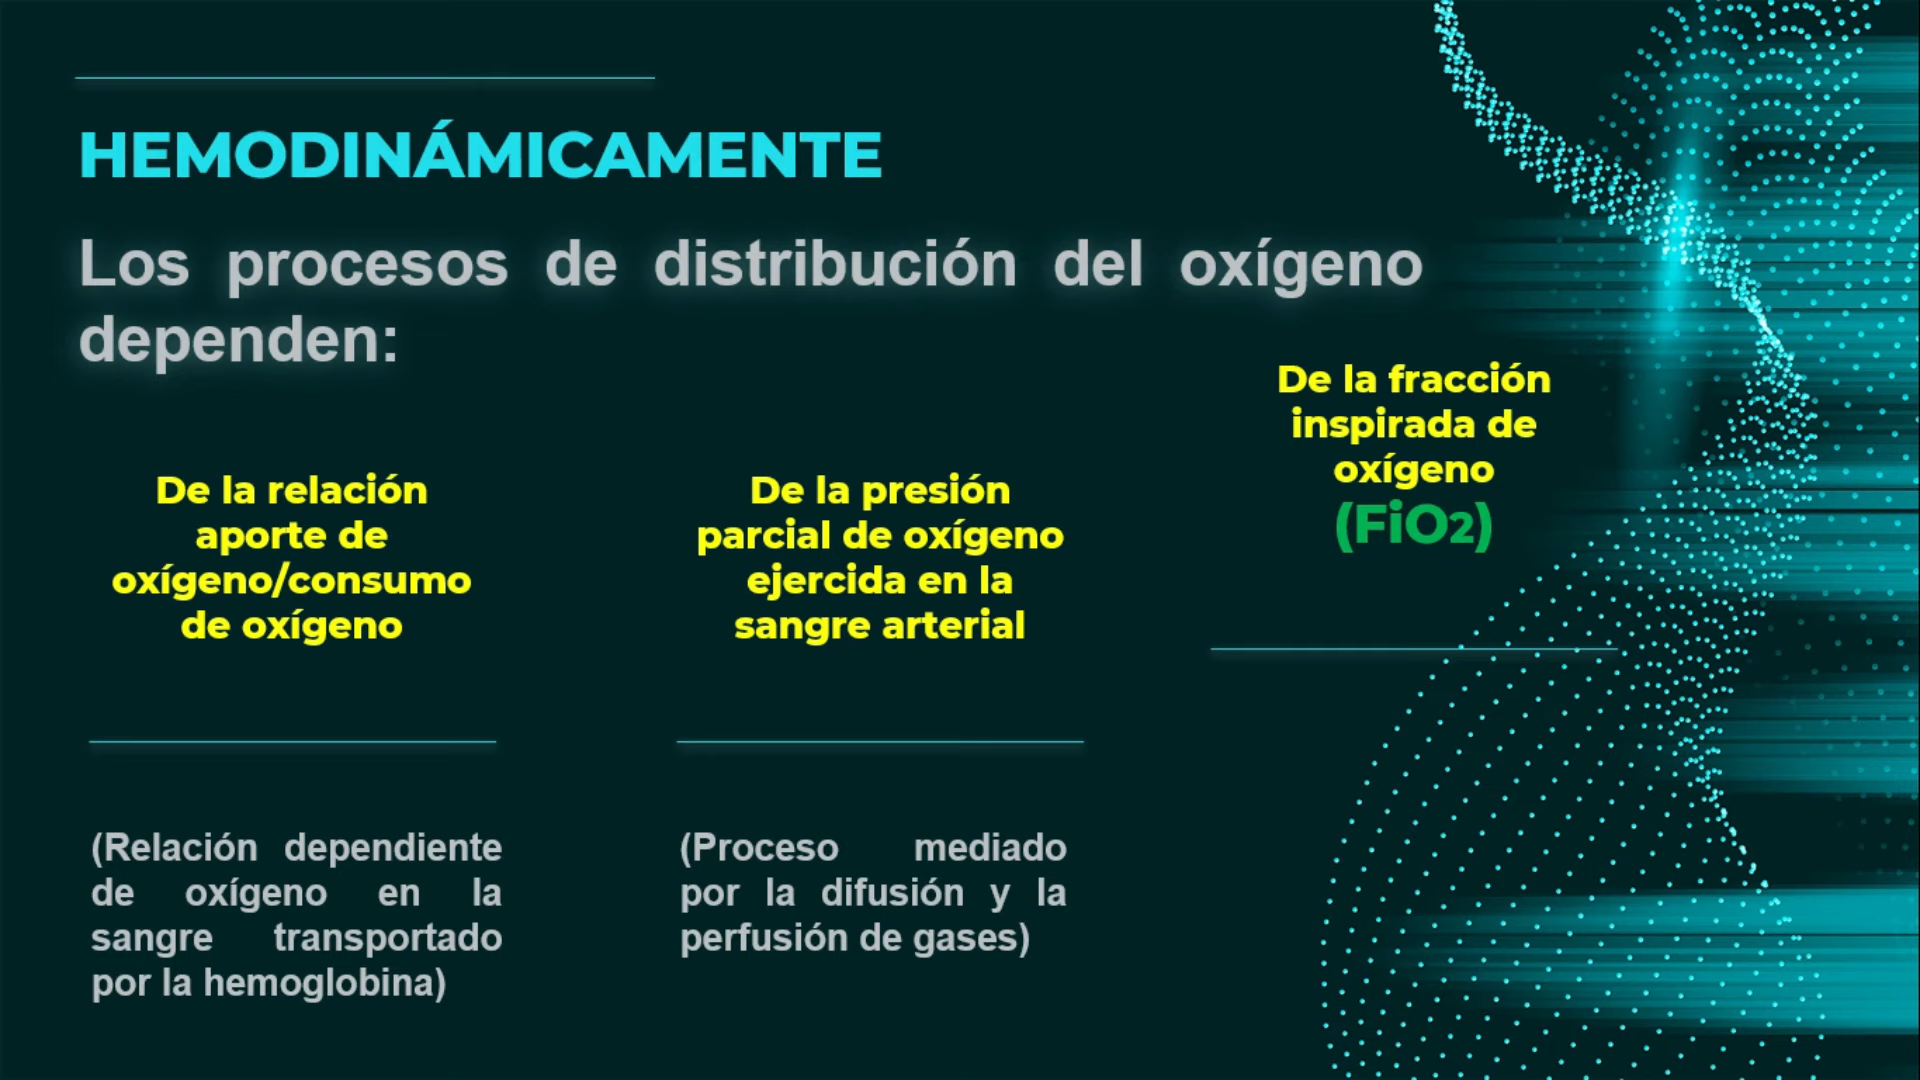 HEMODINÁMICAMENTE
Los procesos de distribución del oxígeno
dependen:
De la relación
aporte de
oxígeno/consumo
de oxígeno
(Relación dependiente
de oxígeno en la
sangre transportado
por la hemoglobina)
De la presión
parcial de oxígeno
ejercida en la
sangre arterial
(Proceso mediado
por la difusión y la
perfusión de gases)
De la fracción
inspirada de
oxígeno
(FiO2)